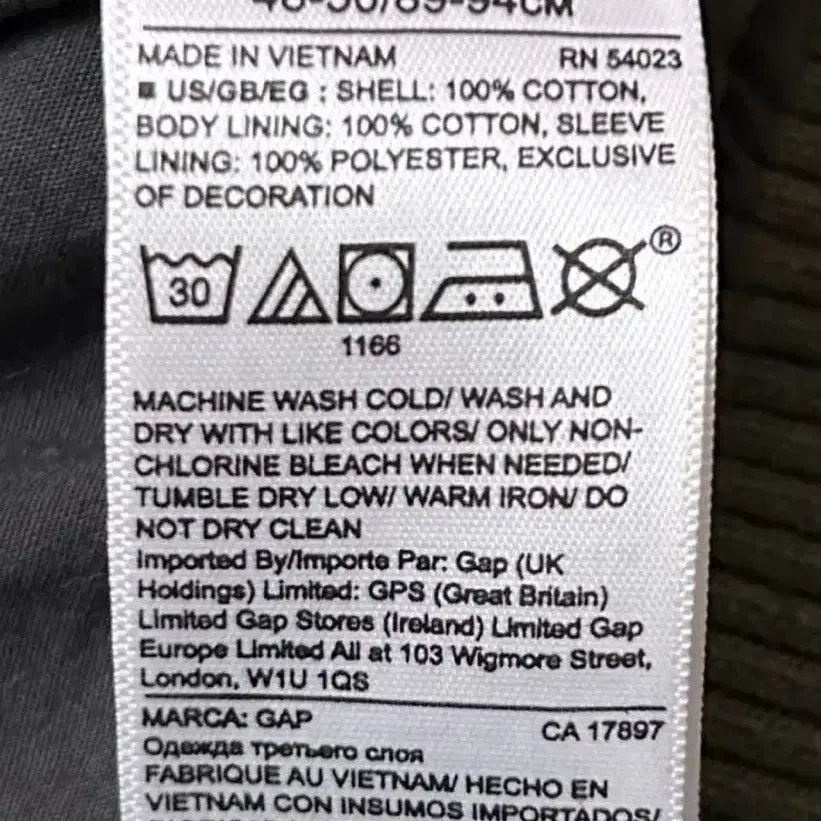 48-50/89-94CM
MADE IN VIETNAM RN 54023
US/GB/EG : SHELL: 100% COTTON,
BODY LINING: 100% COTTON, SLEEVE
LINING: 100% POLYESTER, EXCLUSIVE
OF DECORATION
30
®
1166
MACHINE WASH COLD/ WASH AND
DRY WITH LIKE COLORS/ ONLY NON-
CHLORINE BLEACH WHEN NEEDED/
TUMBLE DRY LOW/ WARM IRON/ DO
NOT DRY CLEAN
Imported By/Importe Par: Gap (UK
Holdings) Limited: GPS (Great Britain)
Limited Gap Stores (Ireland) Limited Gap
Europe Limited All at 103 Wigmore Street,
London, W1U 1QS
MARCA: GAP CA 17897
Одежда третьего слоя
FABRIQUE AU VIETNAM/ HECHO EN
VIETNAM CON INSUMOS IMPORTADOS/